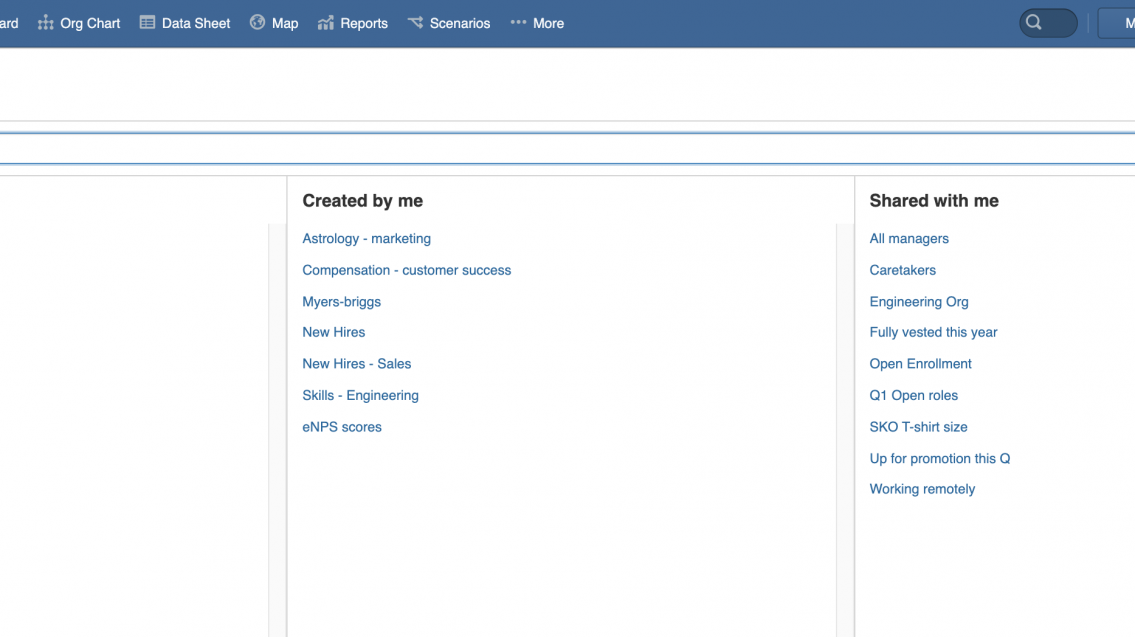 ard Org Chart Data Sheet Map Reports Scenarios More M
Created by me
Astrology - marketing
Compensation - customer success
Myers-briggs
New Hires
New Hires - Sales
Skills - Engineering
eNPS scores
Shared with me
All managers
Caretakers
Engineering Org
Fully vested this year
Open Enrollment
Q1 Open roles
SKO T-shirt size
Up for promotion this Q
Working remotely